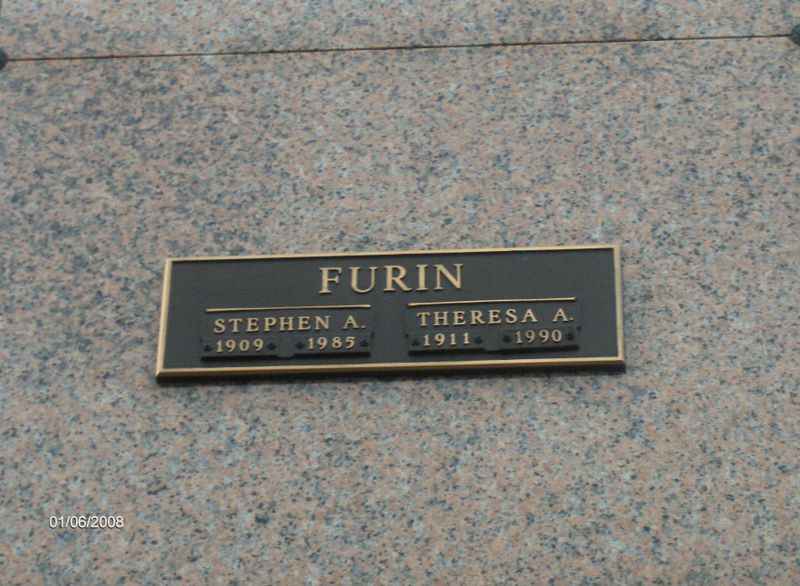 FURIN
STEPHEN A.
1909 1985
THERESA A.
1911 1990
01/06/2008